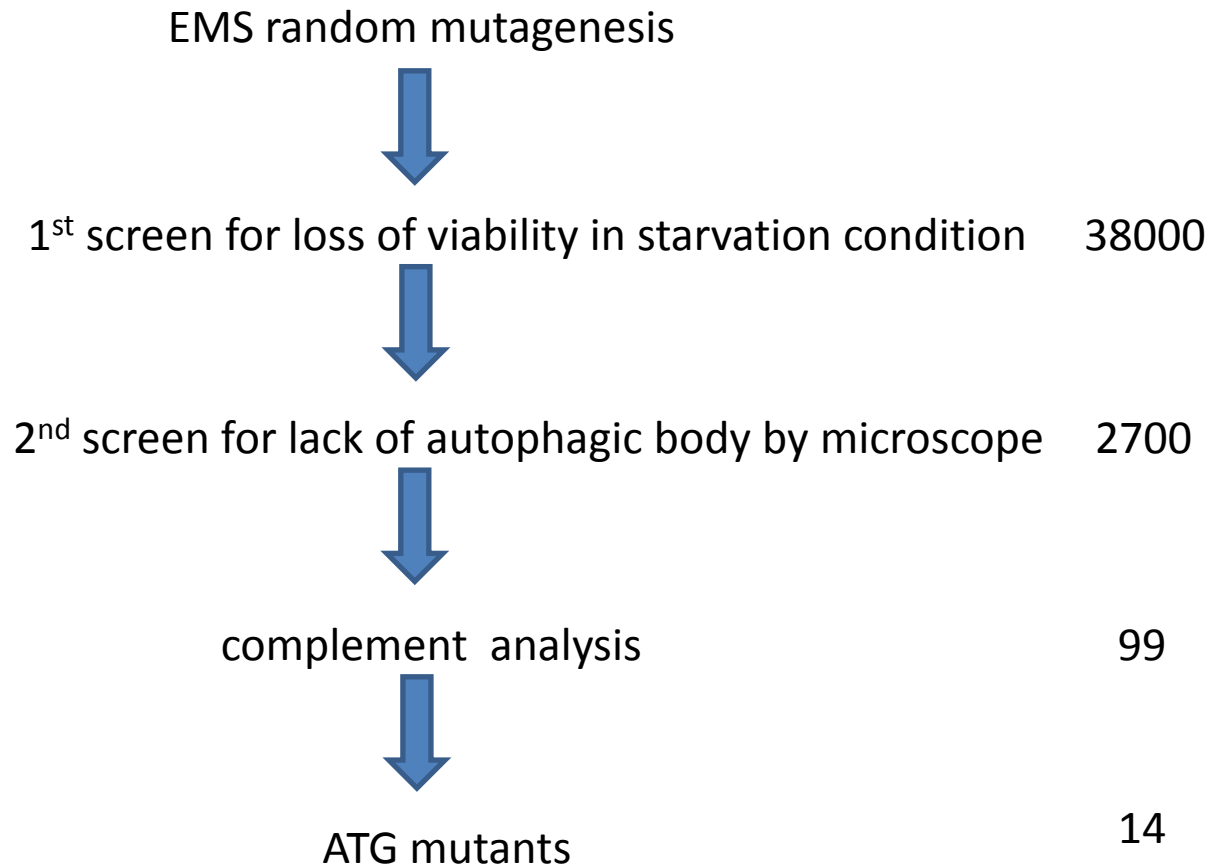 EMS random mutagenesis
1st screen for loss of viability in starvation condition 38000
2nd screen for lack of autophagic body by microscope 2700
complement analysis 99
ATG mutants 14